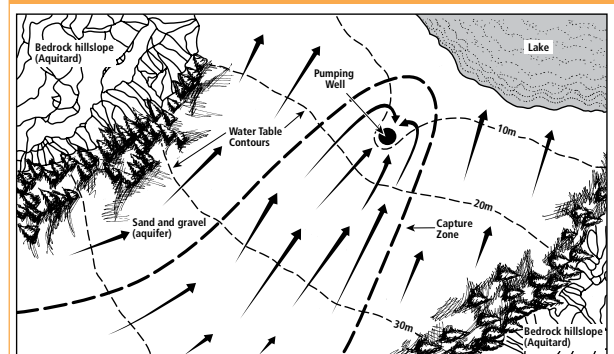 Bedrock hillslope
(Aquitard)
Lake
Pumping
Well
Water Table
Contours
10m
20m
Sand and gravel
(aquifer)
Capture
Zone
30m
Bedrock hillslope
(Aquitard)